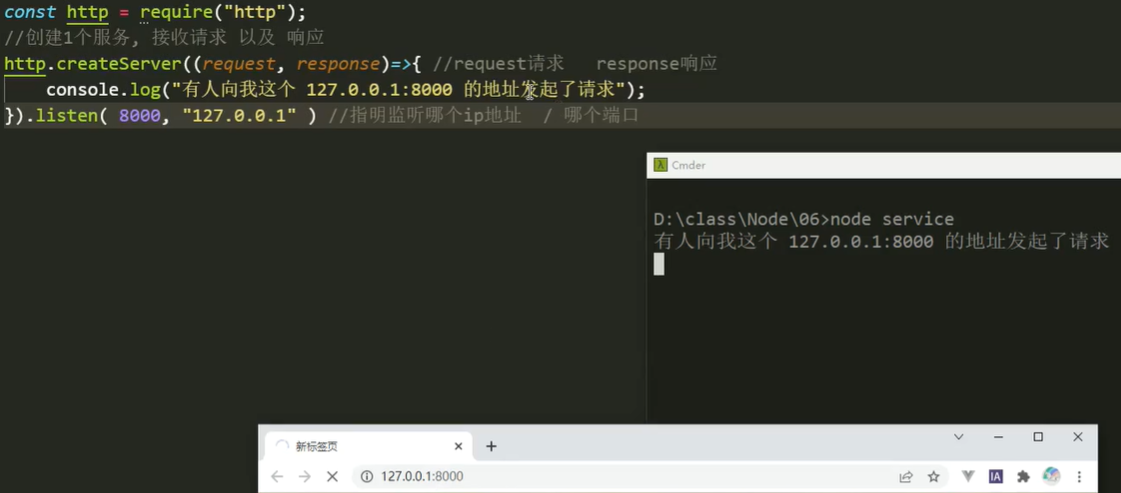 const http = require("http");
//创建1个服务, 接收请求 以及 响应
http.createServer((request, response)=>{ //request请求   response响应
    console.log("有人向我这个 127.0.0.1:8000 的地址发起了请求");
}).listen( 8000, "127.0.0.1" ) //指明监听哪个ip地址  / 哪个端口
λ Cmder
D:\class\Node\06>node service
有人向我这个 127.0.0.1:8000 的地址发起了请求
新标签页
127.0.0.1:8000
IA